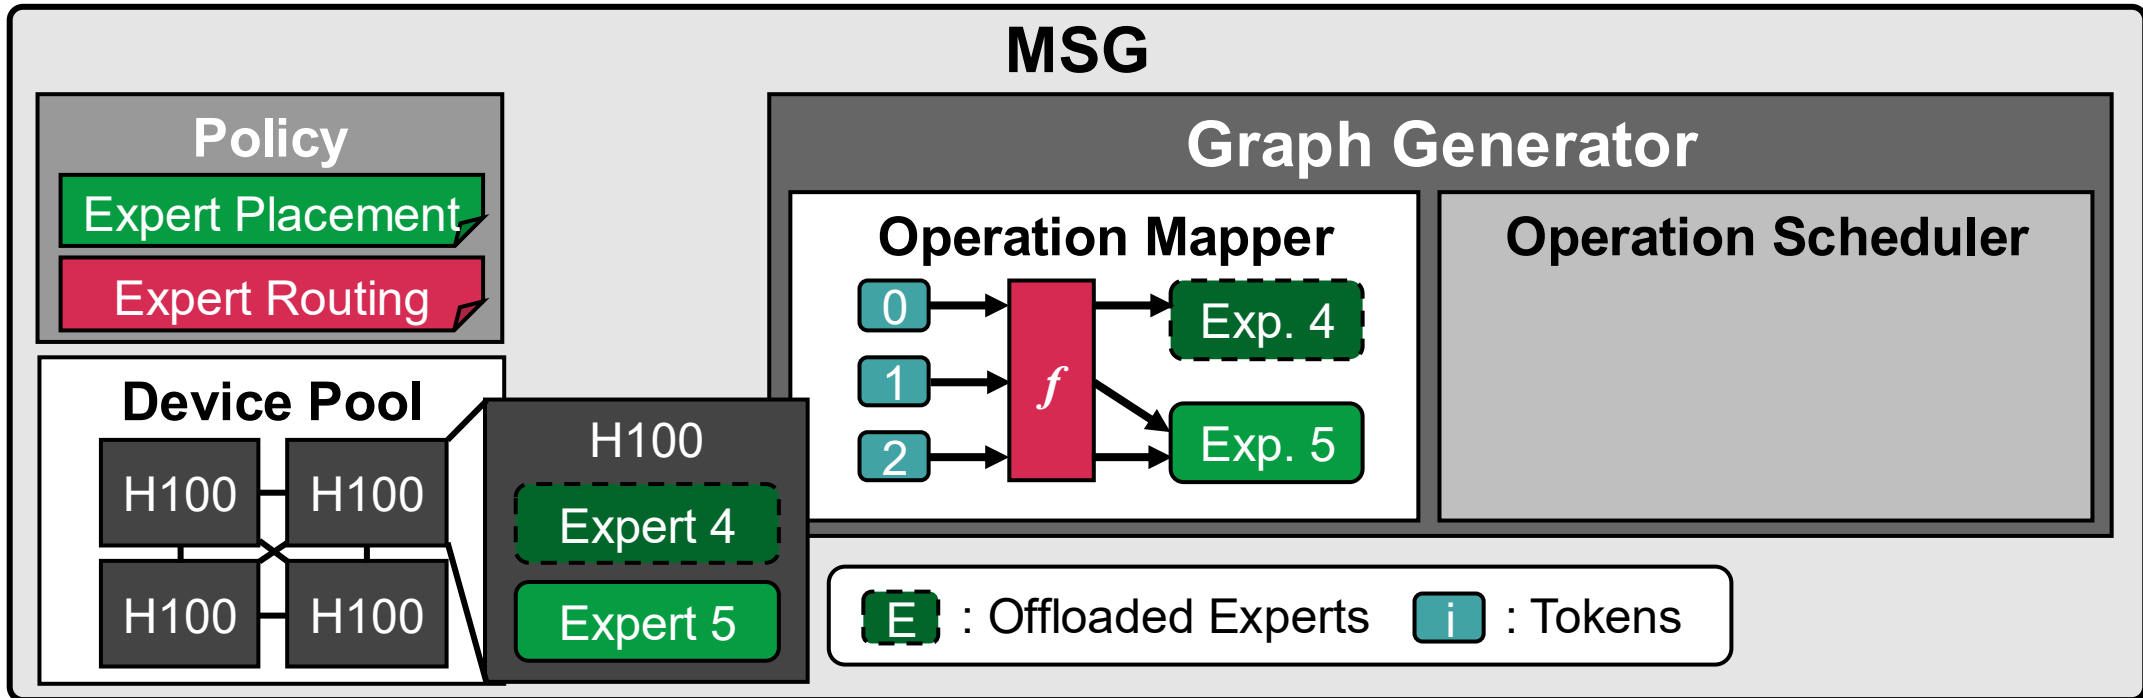 MSG
Policy
Expert Placement
Expert Routing
Device Pool
H100
H100
H100
H100
H100
Expert 4
Expert 5
Graph Generator
Operation Mapper
0
1
2
f
Exp. 4
Exp. 5
Operation Scheduler
E : Offloaded Experts
i : Tokens